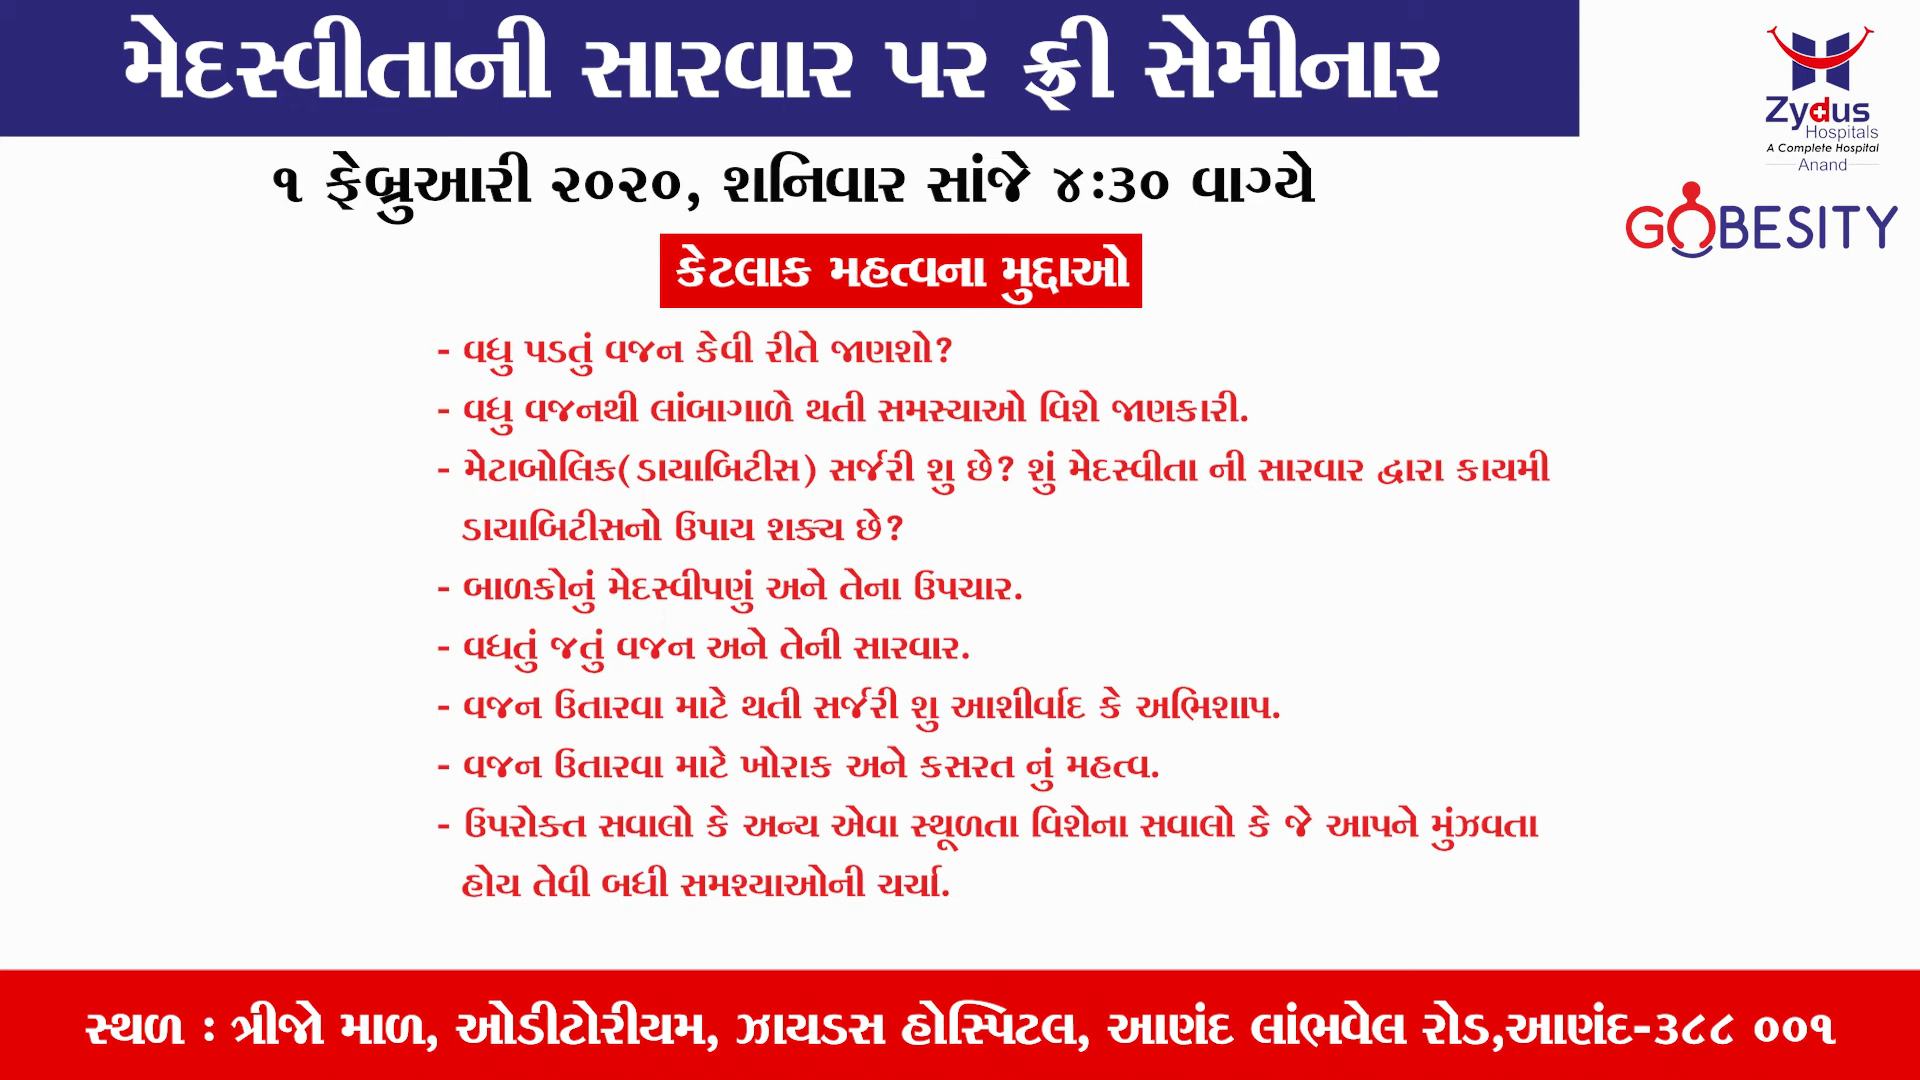 મેદસ્વીતાની સારવાર પર ફ્રી સેમીનાર
Zydus
Hospitals
A Complete Hospital
Anand
૧ ફેબ્રુઆરી ૨૦૨૦, શનિવાર સાંજે ૪:૩૦ વાગ્યે
GOBESITY
કેટલાક મહત્વના મુદ્દાઓ
- વધુ પડતું વજન કેવી રીતે જાણશો?
- વધુ વજનથી લાંબાગાળે થતી સમસ્યાઓ વિશે જાણકારી.
- મેટાબોલિક(ડાયાબિટીસ) સર્જરી શુ છે? શું મેદસ્વીતા ની સારવાર દ્વારા કાયમી
ડાયાબિટીસનો ઉપાય શક્ય છે?
- બાળકોનું મેદસ્વીપણું અને તેના ઉપચાર.
- વધતું જતું વજન અને તેની સારવાર.
- વજન ઉતારવા માટે થતી સર્જરી શુ આશીર્વાદ કે અભિશાપ.
- વજન ઉતારવા માટે ખોરાક અને કસરત નું મહત્વ.
- ઉપરોક્ત સવાલો કે અન્ય એવા સ્થૂળતા વિશેના સવાલો કે જે આપને મુંઝવતા
હોય તેવી બધી સમશ્યાઓની ચર્ચા.
સ્થળ : ત્રીજો માળ, ઓડીટોરીયમ, ઝાયડસ હોસ્પિટલ, આણંદ લાંભવેલ રોડ,આણંદ-૩૮૮ ૦૦૧